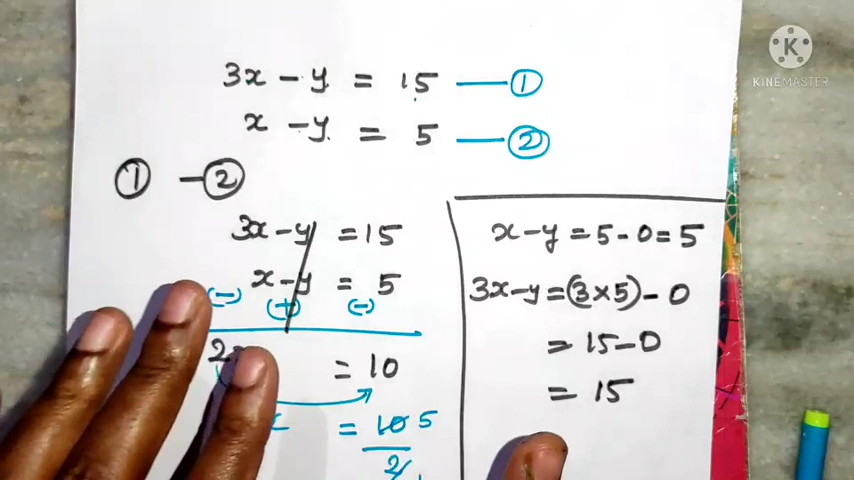 3x - y = 15 — ①
x - y = 5 — ②
① - ②
3x - y = 15
x - y = 5
(-) (+) (-)
2 = 10
= 10 5
2
x - y = 5 - 0 = 5
3x - y = (3 × 5) - 0
= 15 - 0
= 15
K
KINEMASTER